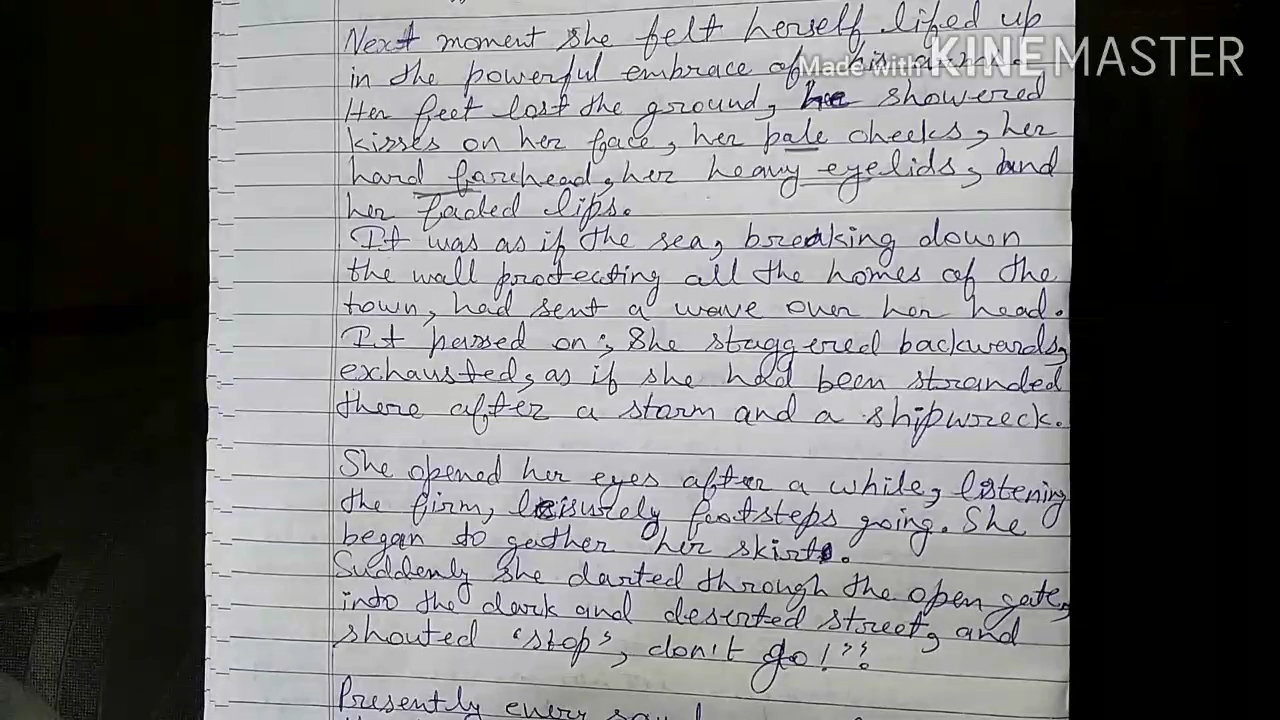 Next moment she felt herself lifed up
in the powerful embrace of his
Made with KINEMASTER
Her feet lost the ground, he showered
kisses on her face, her pale cheeks, her
hard farehead, her heavy eyelids, and
her faded lips.
It was as if the sea, breaking down
the wall protecting all the homes of the
town, had sent a wave over her head.
It passed on; She staggered backwards,
exhausted, as if she had been stranded
there after a starm and a shipwreck.
She opened her eyes after a while, listening
the firm, leisurely footsteps going. She
began to gather her skirts.
Suddenly she darted through the open gate,
into the dark and deserted street, and
shouted 'stop', don't go!"
Presently every